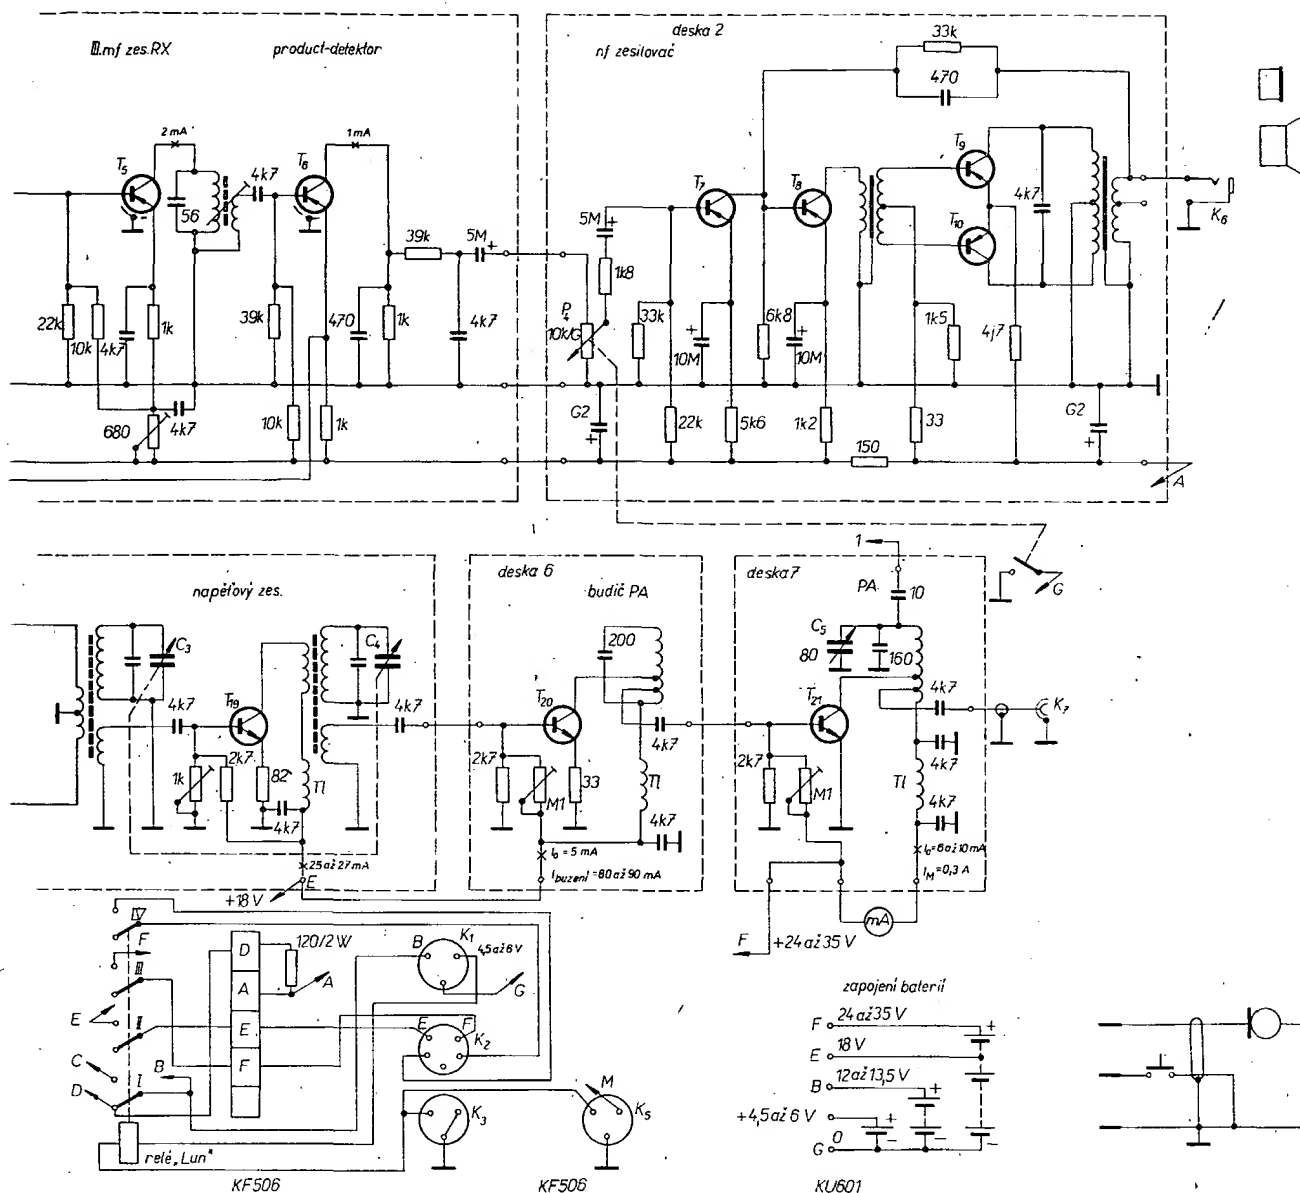 III.mf zes.RX
product-detektor
deska 2
nf zesilovač
33k
470
2 mA
1 mA
T5
4k7
T6
56
T7
T8
T9
T10
4k7
K6
39k
5M
+
5M
+
1k8
P4
10k/G
22k
10k
4k7
1k
39k
470
1k
4k7
33k
+
10M
6k8
+
10M
1k5
4j7
680
4k7
10k
1k
G2
+
22k
5k6
1k2
150
33
G2
+
A
napěťový zes.
deska 6
budič PA
deska 7
1
PA
10
G
C3
C4
200
C5
80
160
4k7
T19
4k7
T20
4k7
T21
4k7
K7
1k
2k7
82
4k7
Tl
2k7
M1
33
Tl
4k7
2k7
M1
Tl
4k7
4k7
25 až 27 mA
E
+18 V
I0 = 5 mA
Ibuzení = 80 až 90 mA
I0 = 6 až 10 mA
IM = 0,3 A
mA
F
+24 až 35 V
IV
F
III
E
II
C
B
D
I
relé „Lun"
D
A
E
F
120/2 W
A
B
K1
4,5 až 6 V
G
E
F
K2
K3
M
K5
zapojení baterií
F
24 až 35 V
+
E
18 V
B
12 až 13,5 V
+
+4,5 až 6 V
+
G
0
-
-
-
KF506
KF506
KU601